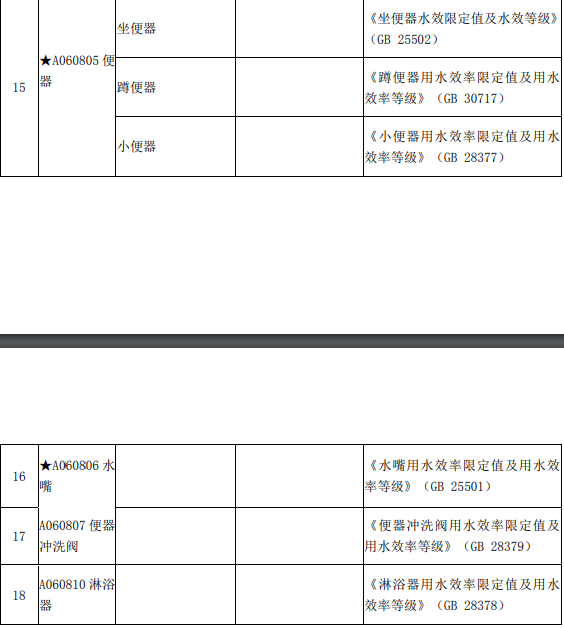 坐便器
《坐便器水效限定值及水效等级》
（GB 25502）
15
★A060805 便
器
蹲便器
《蹲便器用水效率限定值及用水
效率等级》（GB 30717）
小便器
《小便器用水效率限定值及用水
效率等级》（GB 28377）
16
★A060806 水
嘴
《水嘴用水效率限定值及用水效
率等级》（GB 25501）
17
A060807 便器
冲洗阀
《便器冲洗阀用水效率限定值及
用水效率等级》（GB 28379）
18
A060810 淋浴
器
《淋浴器用水效率限定值及用水
效率等级》（GB 28378）